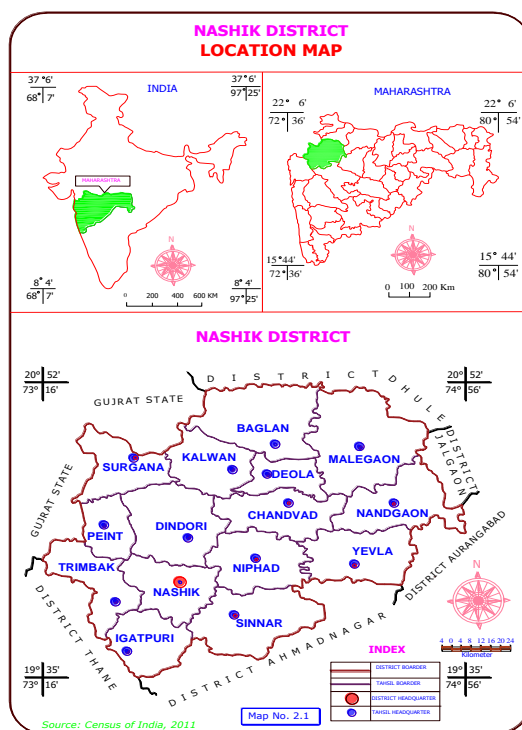 NASHIK DISTRICT
LOCATION MAP
37° 6'
68° 7'
INDIA
37° 6'
97° 25'
MAHARASHTRA
N
8° 4'
68° 7'
0 200 400 600 KM
8° 4'
97° 25'
MAHARASHTRA
22° 6'
72° 36'
22° 6'
80° 54'
N
15° 44'
72° 36'
0 100 200 Km
15° 44'
80° 54'
NASHIK DISTRICT
20° 52'
73° 16'
20° 52'
74° 56'
GUJRAT STATE
DISTRICT DHULE
DISTRICT
JALGAON
BAGLAN
MALEGAON
SURGANA
KALWAN
DEOLA
CHANDVAD
NANDGAON
GUJRAT STATE
PEINT
DINDORI
NIPHAD
YEVLA
DISTRICT AURANGABAD
TRIMBAK
NASHIK
SINNAR
IGATPURI
DISTRICT THANE
DISTRICT AHMADNAGAR
N
4 0 4 8 12 16 20 24
Kilometer
19° 35'
73° 16'
19° 35'
74° 56'
INDEX
DISTRICT BOARDER
TAHSIL BOARDER
DISTRICT HEADQUARTER
TAHSIL HEADQUARTER
Map No. 2.1
Source: Census of India, 2011